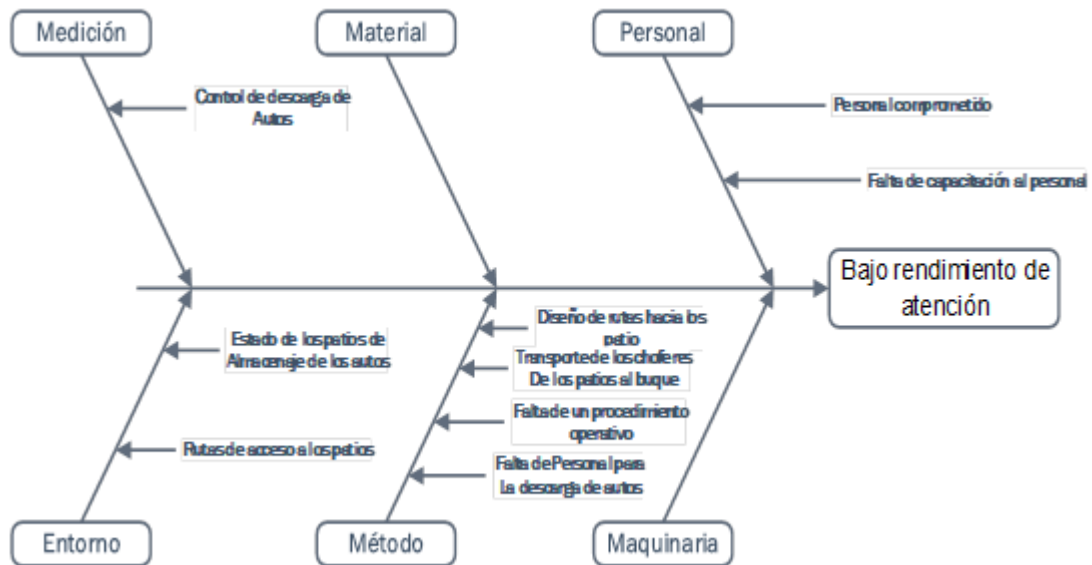 Medición
Material
Personal
Control de descarga de
Autos
Personal comprometido
Falta de capacitación al personal
Bajo rendimiento de
atención
Estado de los patios de
Almacenaje de los autos
Rutas de acceso a los patios
Diseño de rutas hacia los
patio
Transporte de los choferes
De los patios al buque
Falta de un procedimiento
operativo
Falta de Personal para
La descarga de autos
Entorno
Método
Maquinaria